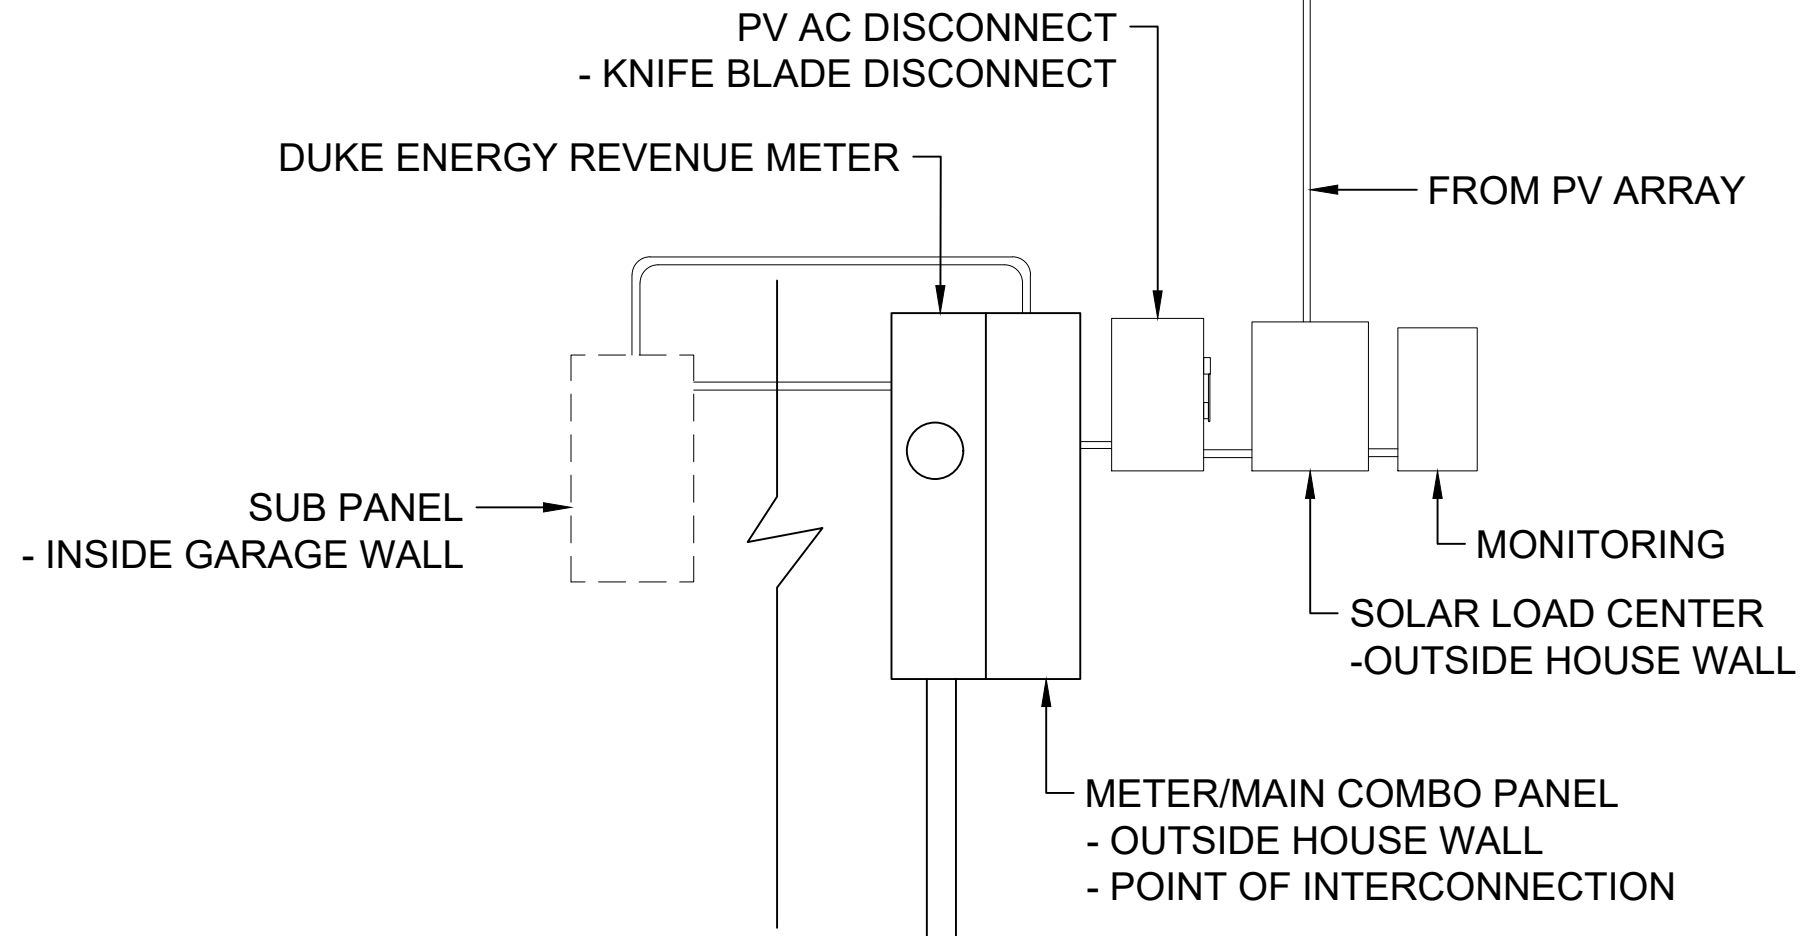 PV AC DISCONNECT
- KNIFE BLADE DISCONNECT
DUKE ENERGY REVENUE METER
FROM PV ARRAY
SUB PANEL
- INSIDE GARAGE WALL
MONITORING
SOLAR LOAD CENTER
-OUTSIDE HOUSE WALL
METER/MAIN COMBO PANEL
- OUTSIDE HOUSE WALL
- POINT OF INTERCONNECTION